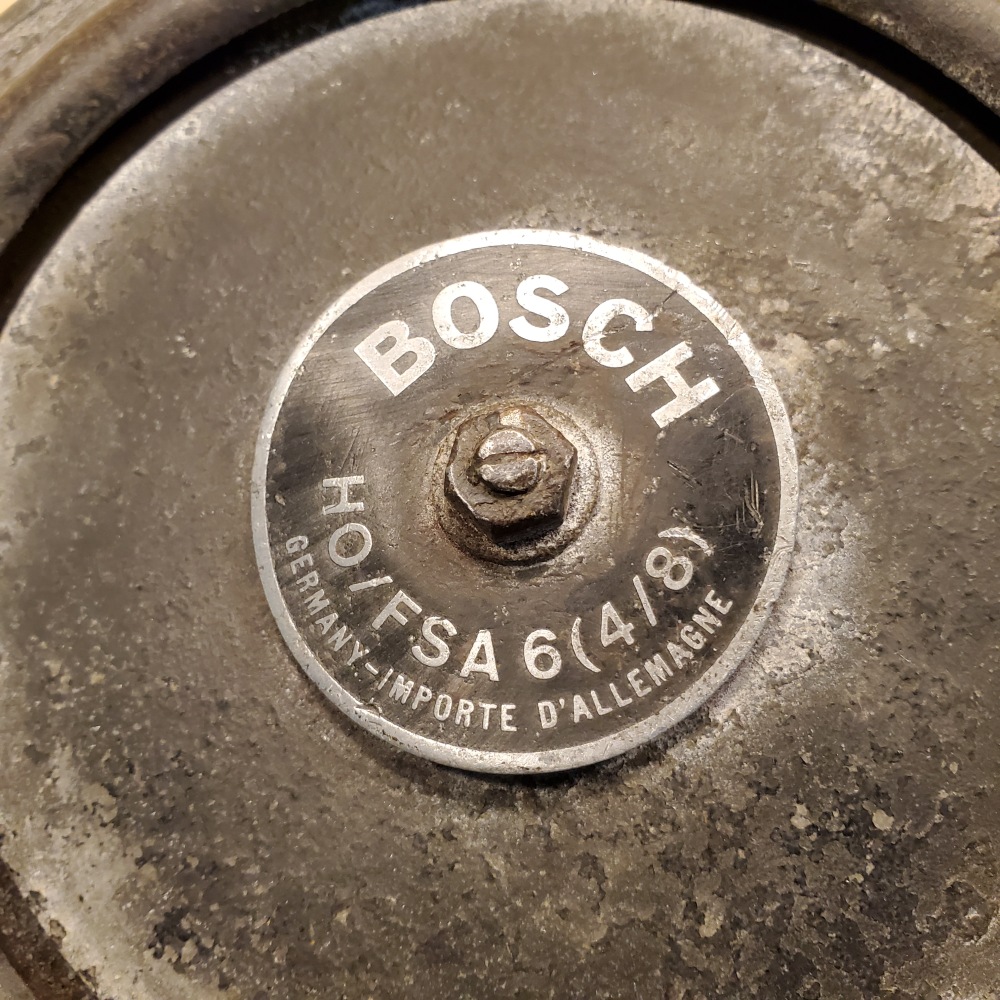 BOSCH
HO/FSA 6(4/8)
GERMANY-IMPORTE D'ALLEMAGNE